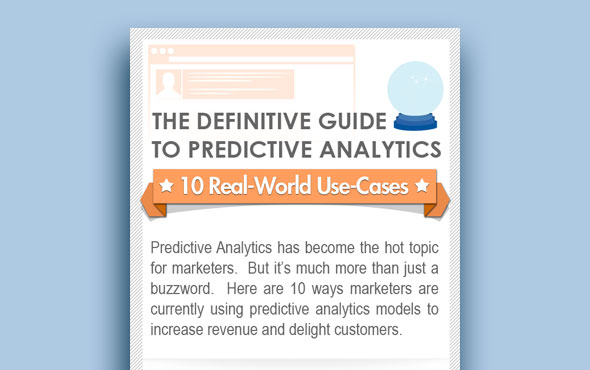 THE DEFINITIVE GUIDE
TO PREDICTIVE ANALYTICS
10 Real-World Use-Cases
Predictive Analytics has become the hot topic
for marketers. But it's much more than just a
buzzword. Here are 10 ways marketers are
currently using predictive analytics models to
increase revenue and delight customers.